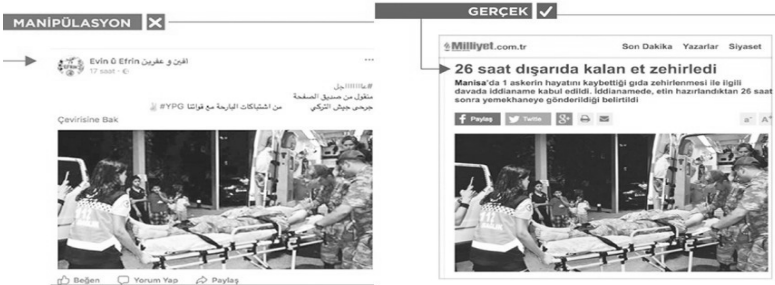 MANİPÜLASYON
Evin û Efrin افين و عفرين
17 saat
#عاااااااجل
منقول من صديق الصفحة
من اشتباكات البارحة مع قواتنا YPG# جرحى جيش التركي
Çevirisine Bak
Beğen Yorum Yap Paylaş
GERÇEK
Milliyet.com.tr Son Dakika Yazarlar Siyaset
26 saat dışarıda kalan et zehirledi
Manisa'da 1 askerin hayatını kaybettiği gıda zehirlenmesi ile ilgili
davada iddianame kabul edildi. İddianamede, etin hazırlandıktan 26 saat
sonra yemekhaneye gönderildiği belirtildi
f Paylaş Twitle g+ a- A+
112